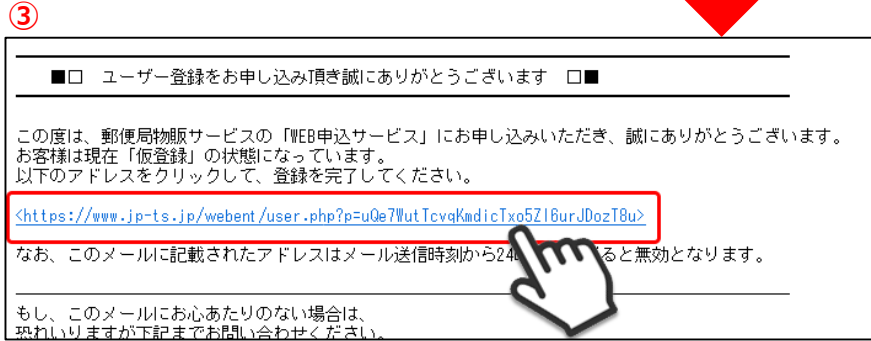 ③
■□ ユーザー登録をお申し込み頂き誠にありがとうございます □■
この度は、郵便局物販サービスの「WEB申込サービス」にお申し込みいただき、誠にありがとうございます。
お客様は現在「仮登録」の状態になっています。
以下のアドレスをクリックして、登録を完了してください。
<https://www.jp-ts.jp/webent/user.php?p=uQe7WutTcvqKmdicTxo5Zl6urJDozT8u>
なお、このメールに記載されたアドレスはメール送信時刻から24 ると無効となります。
もし、このメールにお心あたりのない場合は、
恐れいりますが下記までお問い合わせください。